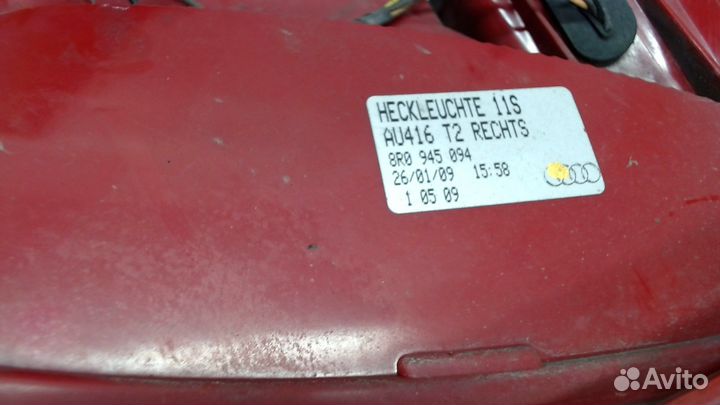 HECKLEUCHTE 11S
AU416 T2 RECHTS
8R0 945 094
26/01/09 15:58
1 05 09
Avito